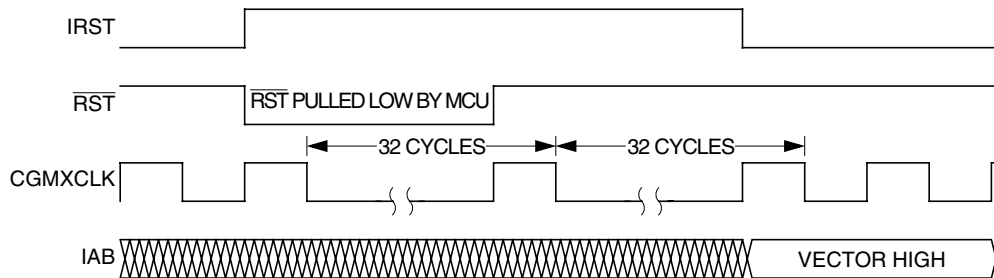 IRST
RST
RST PULLED LOW BY MCU
32 CYCLES
32 CYCLES
CGMXCLK
IAB
VECTOR HIGH